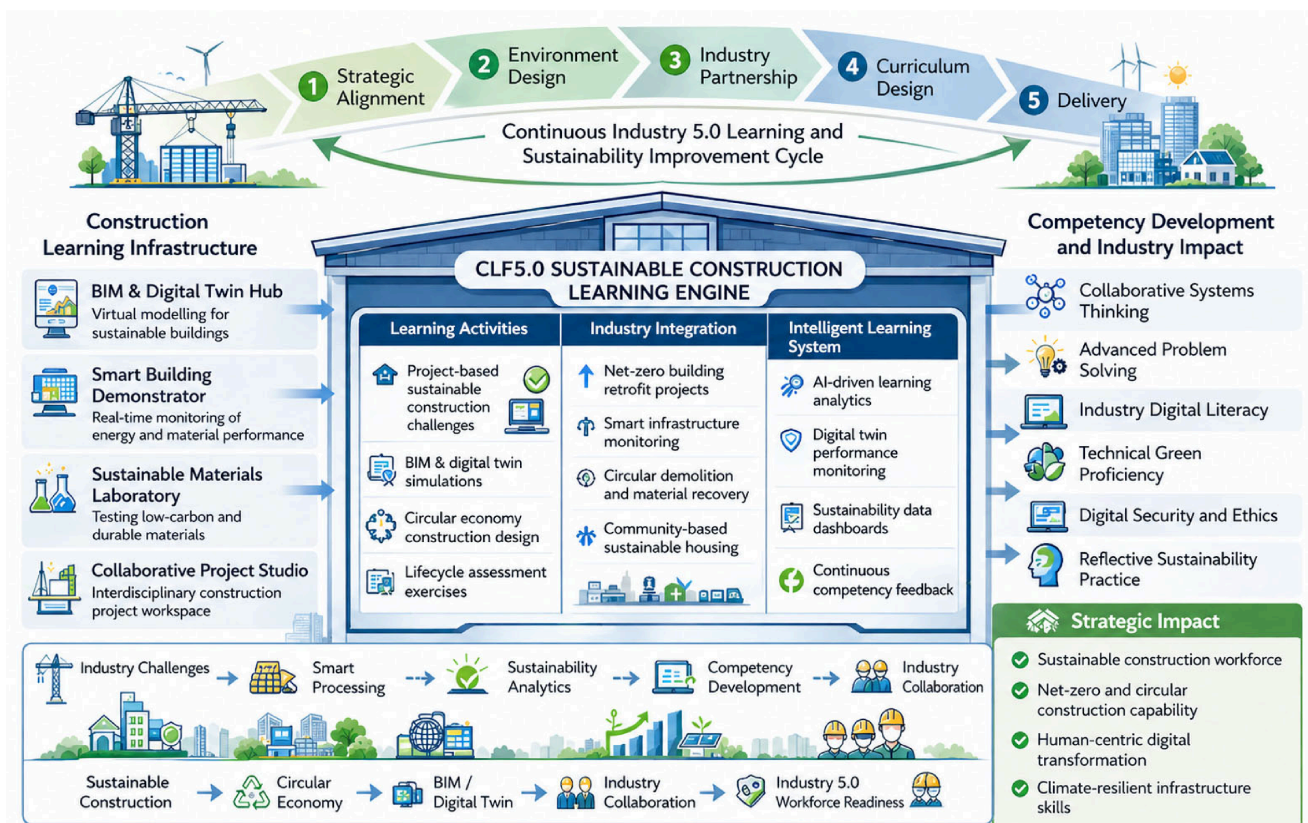 1 Strategic
Alignment
2 Environment
Design
3 Industry
Partnership
4 Curriculum
Design
5 Delivery
Continuous Industry 5.0 Learning and
Sustainability Improvement Cycle
Construction
Learning Infrastructure
BIM & Digital Twin Hub
Virtual modelling for
sustainable buildings
Smart Building
Demonstrator
Real-time monitoring of
energy and material performance
Sustainable Materials
Laboratory
Testing low-carbon and
durable materials
Collaborative Project Studio
Interdisciplinary construction
project workspace
CLF5.0 SUSTAINABLE CONSTRUCTION
LEARNING ENGINE
Learning Activities
Project-based
sustainable
construction
challenges
BIM & digital twin
simulations
Circular economy
construction design
Lifecycle assessment
exercises
Industry Integration
Net-zero building
retrofit projects
Smart infrastructure
monitoring
Circular demolition
and material recovery
Community-based
sustainable housing
Intelligent Learning
System
AI-driven learning
analytics
Digital twin
performance
monitoring
Sustainability data
dashboards
Continuous
competency feedback
Competency Development
and Industry Impact
Collaborative Systems
Thinking
Advanced Problem
Solving
Industry Digital Literacy
Technical Green
Proficiency
Digital Security and Ethics
Reflective Sustainability
Practice
Strategic Impact
Sustainable construction workforce
Net-zero and circular
construction capability
Human-centric digital
transformation
Climate-resilient infrastructure
skills
Industry Challenges
Smart
Processing
Sustainability
Analytics
Competency
Development
Industry
Collaboration
Sustainable
Construction
Circular
Economy
BIM /
Digital Twin
Industry
Collaboration
Industry 5.0
Workforce Readiness